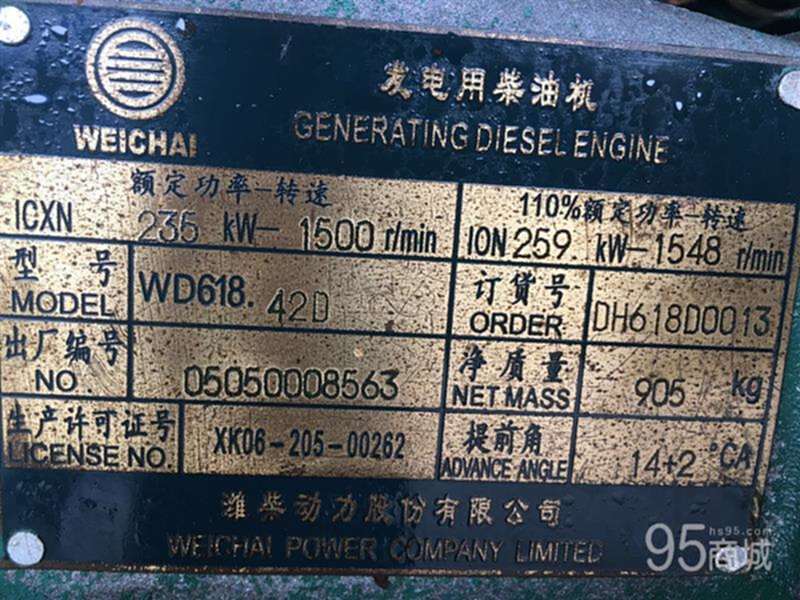 WEICHAI
发电用柴油机
GENERATING DIESEL ENGINE
额定功率-转速
ICXN 235 kW- 1500 r/min
110%额定功率-转速
ION 259. kW-1548 r/min
型号
MODEL
WD618. 42D
订货号
ORDER
DH618D0013
出厂编号
NO.
05050008563
净质量
NET MASS
905 kg
生产许可证号
LICENSE NO.
XK06-205-00262
提前角
ADVANCE ANGLE
14+2 °CA
潍柴动力股份有限公司
WEICHAI POWER COMPANY LIMITED
95商城
hs95.com